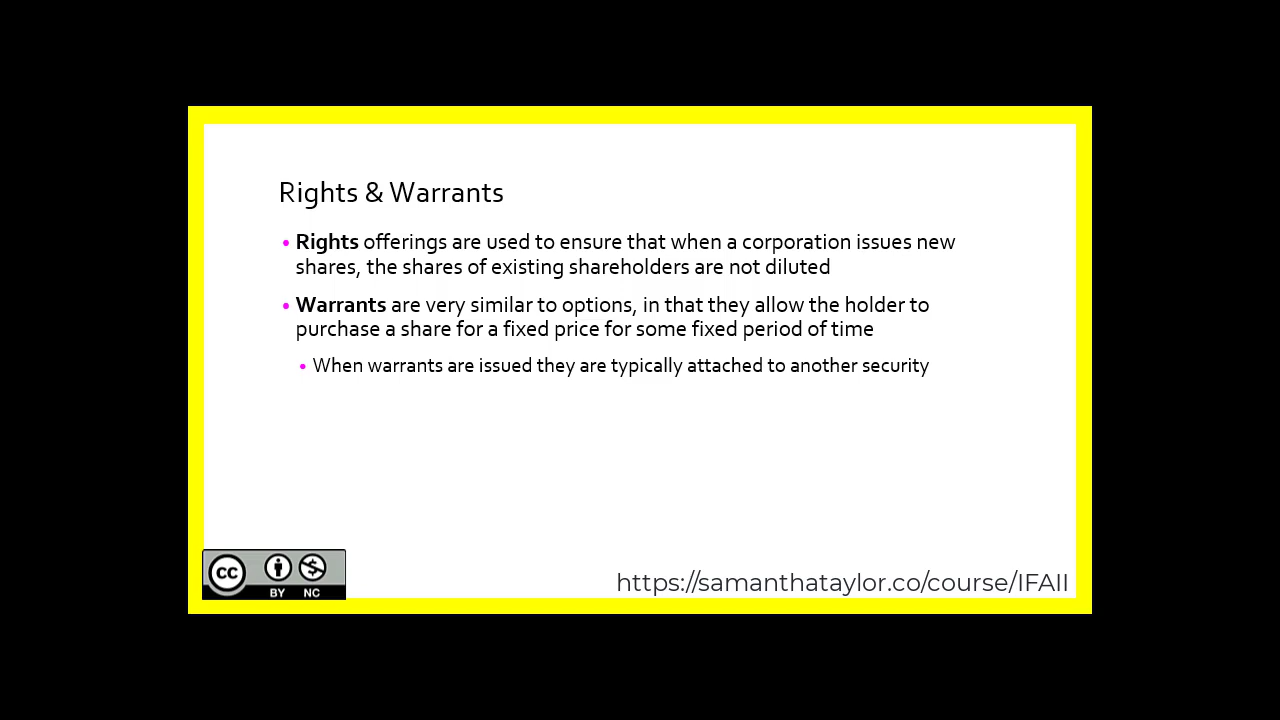 Rights & Warrants
• Rights offerings are used to ensure that when a corporation issues new
shares, the shares of existing shareholders are not diluted
• Warrants are very similar to options, in that they allow the holder to
purchase a share for a fixed price for some fixed period of time
• When warrants are issued they are typically attached to another security
cc
BY NC
https://samanthataylor.co/course/IFAII